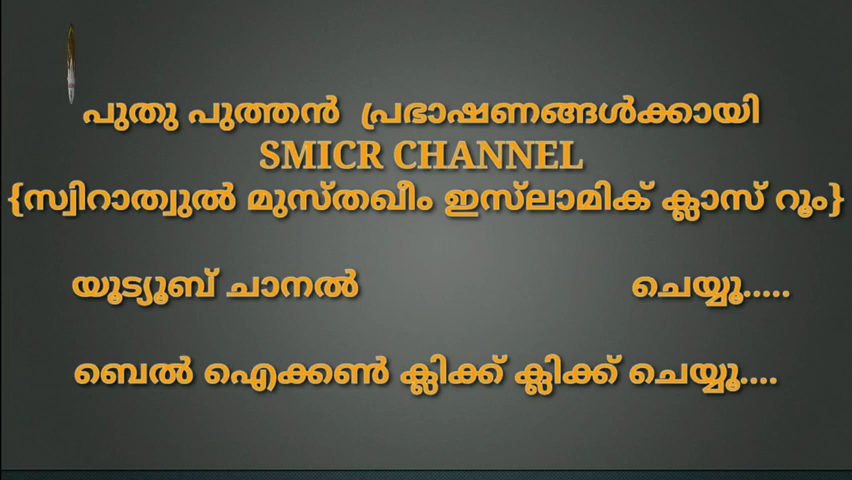 പുതു പുത്തൻ പ്രഭാഷണങ്ങൾക്കായി
SMICR CHANNEL
{സ്വിറാത്വുൽ മുസ്തഖീം ഇസ്ലാമിക് ക്ലാസ് റൂം}
യൂട്യൂബ് ചാനൽ ചെയ്യൂ.....
ബെൽ ഐക്കൺ ക്ലിക്ക് ക്ലിക്ക് ചെയ്യൂ....